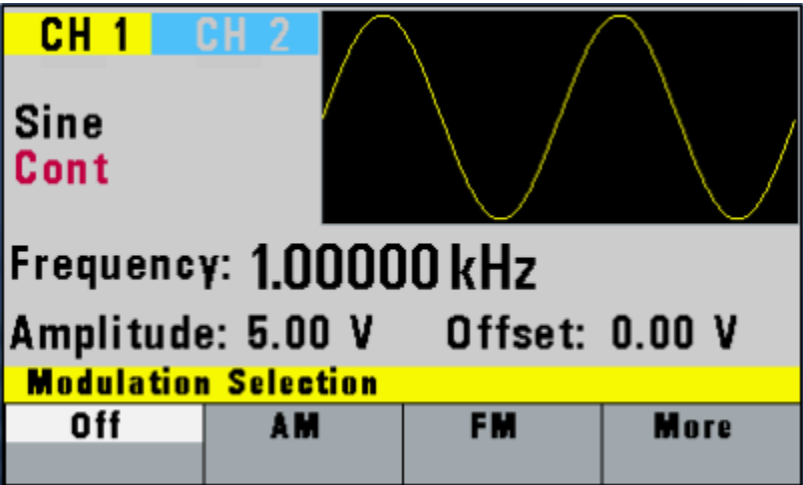 CH 1 CH 2
Sine
Cont
Frequency: 1.00000 kHz
Amplitude: 5.00 V Offset: 0.00 V
Modulation Selection
Off AM FM More